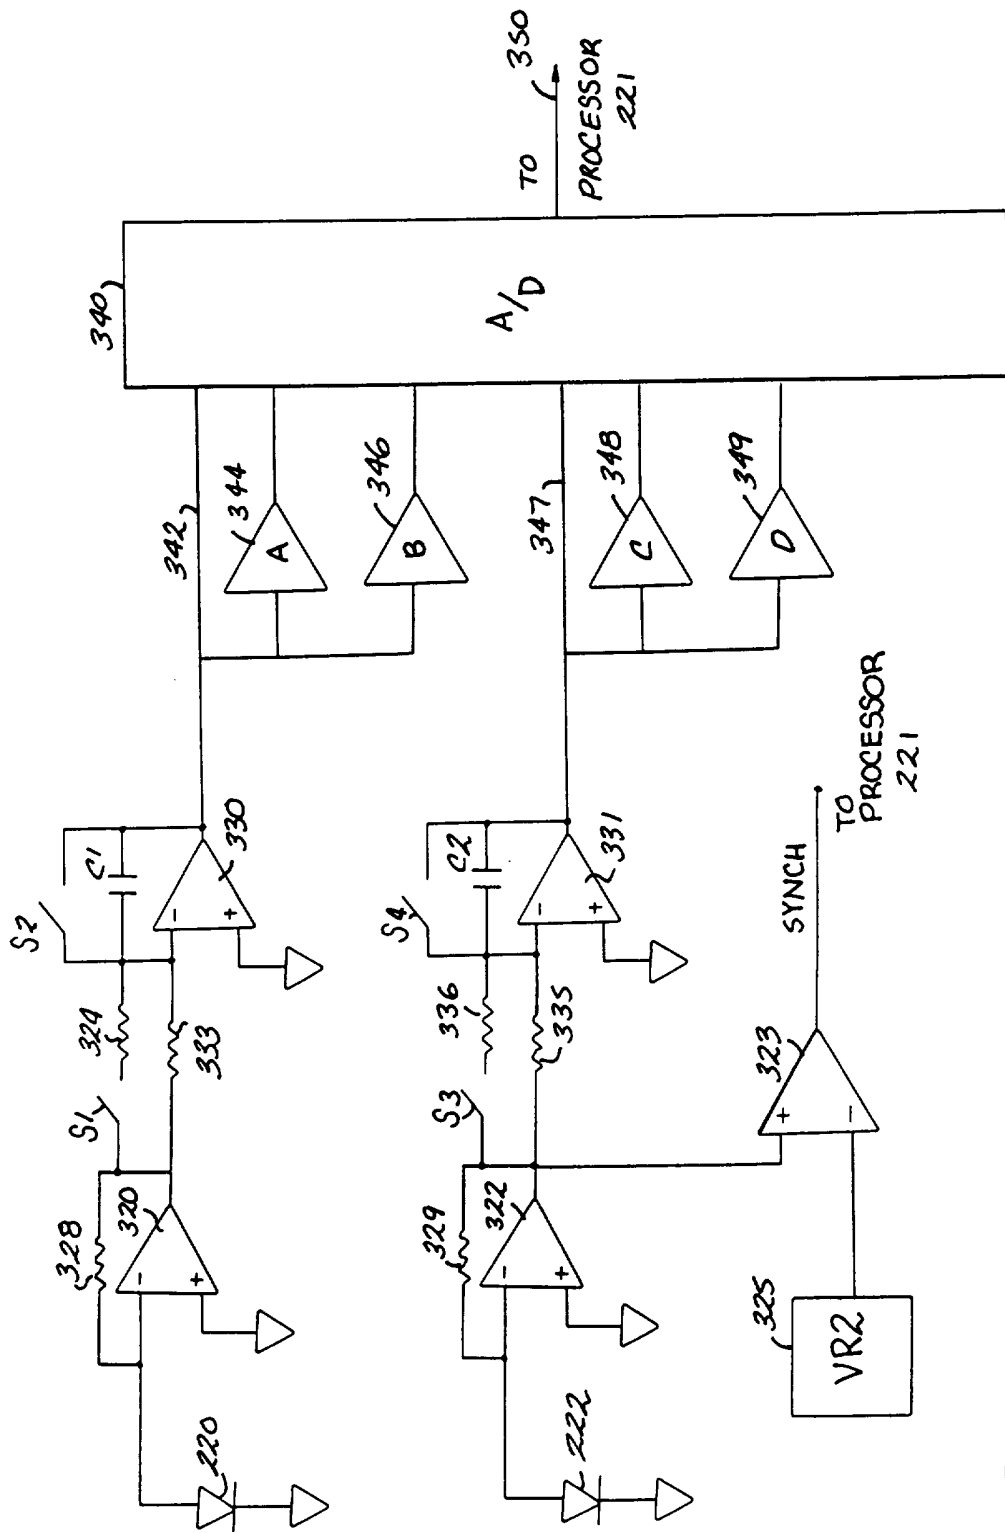 340
A/D
TO
350
PROCESSOR
221
342
344
A
346
B
347
348
C
349
D
S2
C1
-
+
330
324
333
S1
328
320
-
+
220
S4
C2
-
+
331
336
335
S3
329
322
-
+
222
323
+
-
SYNCH
TO
PROCESSOR
221
325
VR2